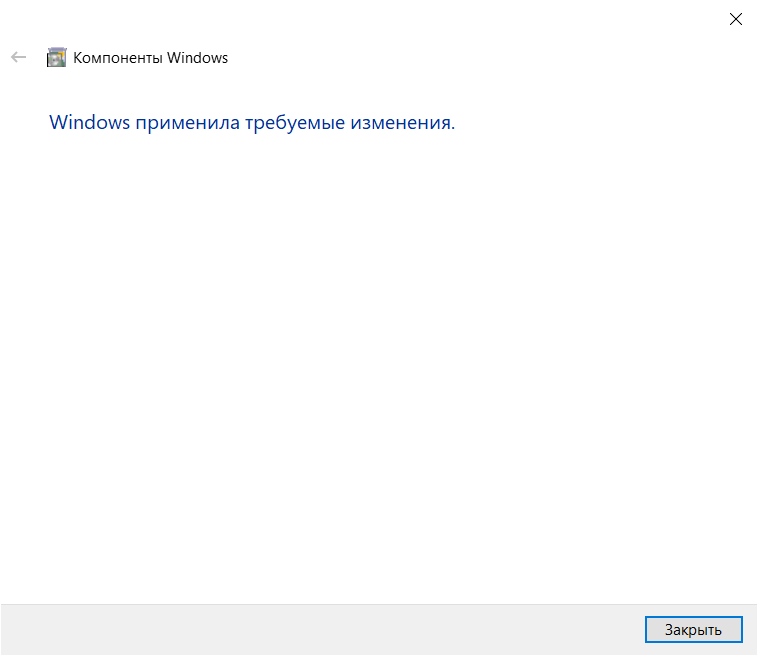 Компоненты Windows
Windows применила требуемые изменения.
Закрыть